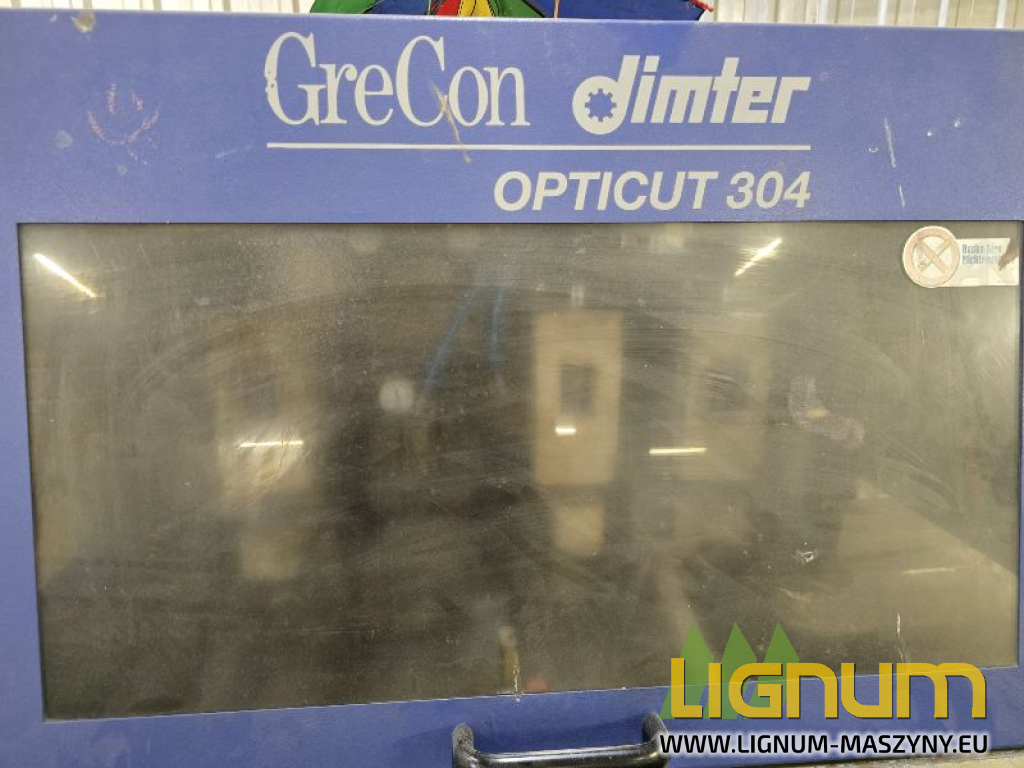 GreCon dimter
OPTICUT 304
LIGNUM
WWW.LIGNUM-MASZYNY.EU